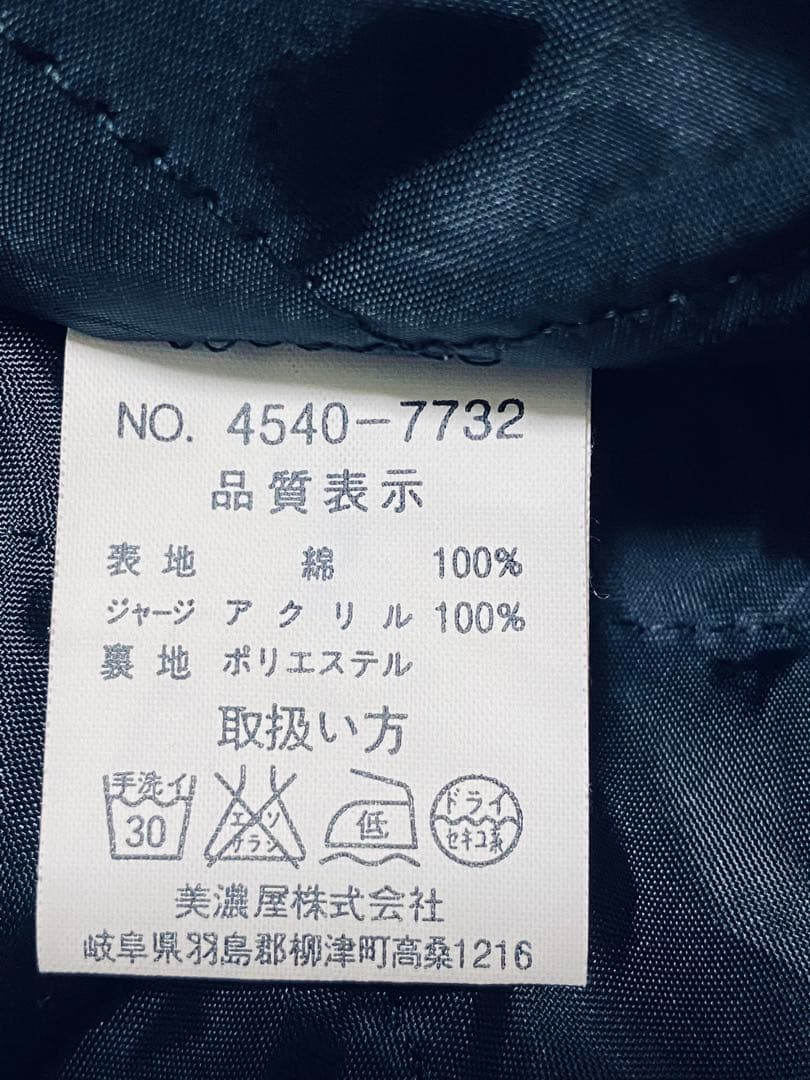 NO. 4540-7732
品質表示
表地 綿 100%
ジャージ アクリル 100%
裏地 ポリエステル
取扱い方
手洗イ 30
エンソ サラシ
低
ドライ セキユ系
美濃屋株式会社
岐阜県羽島郡柳津町高桑1216